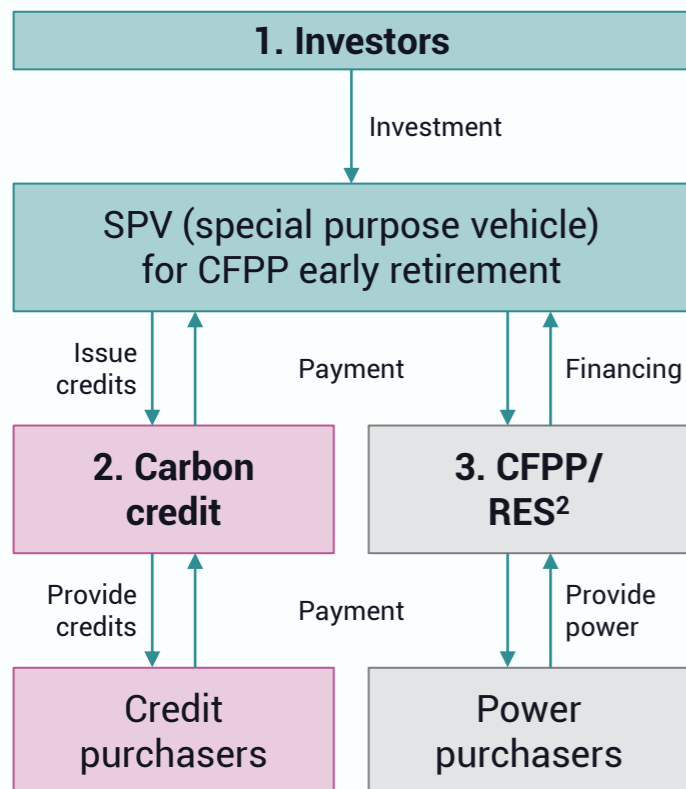 1. Investors
Investment
SPV (special purpose vehicle)
for CFPP early retirement
Issue
credits
Payment
Financing
2. Carbon
credit
3. CFPP/
RES²
Provide
credits
Payment
Provide
power
Credit
purchasers
Power
purchasers